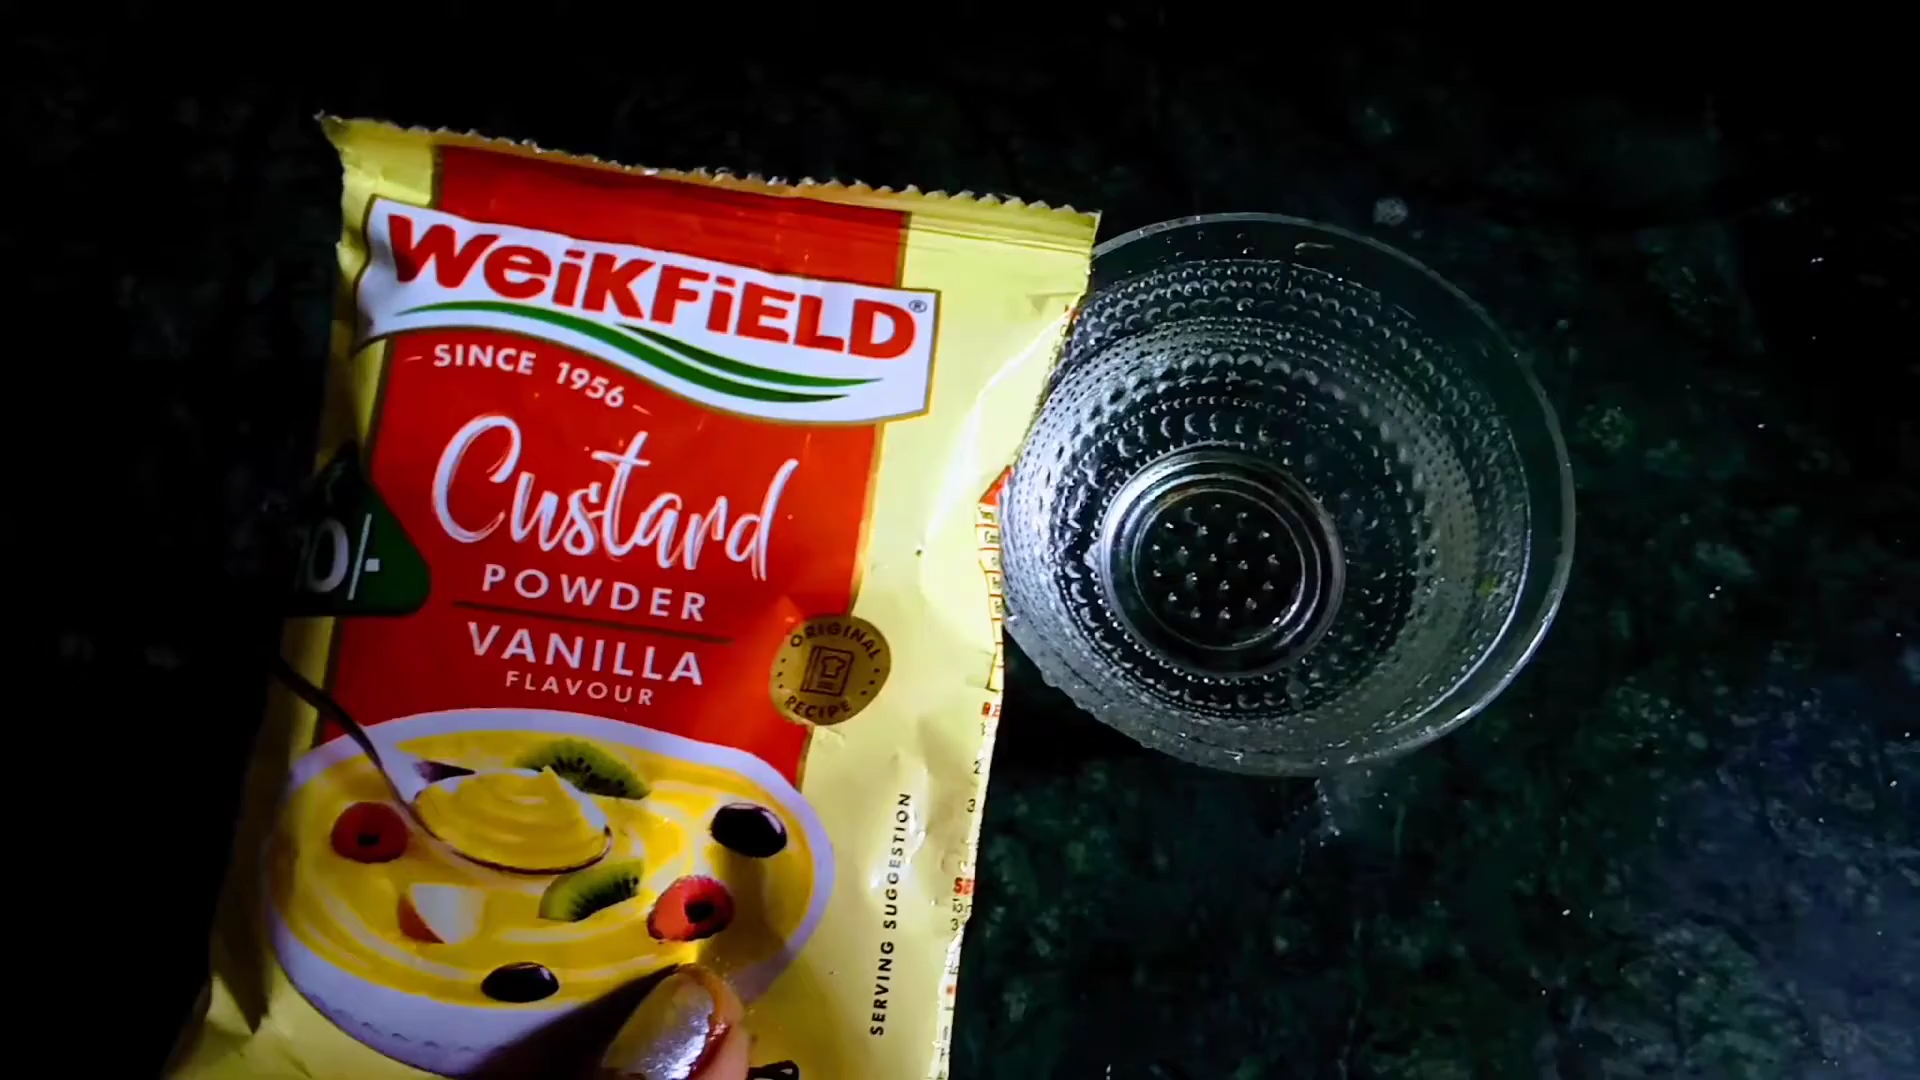 WEiKFiELD®
SINCE 1956
Custard
POWDER
VANILLA
FLAVOUR
ORIGINAL
RECIPE
SERVING SUGGESTION